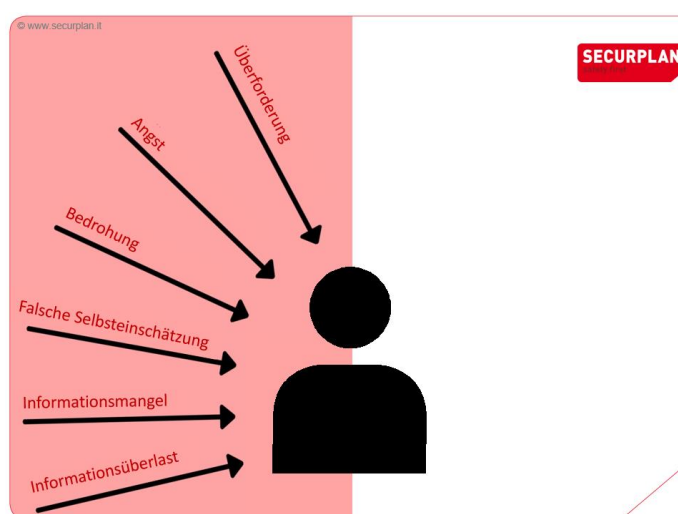 © www.securplan.it
SECURPLAN
Überforderung
Angst
Bedrohung
Falsche Selbsteinschätzung
Informationsmangel
Informationsüberlast